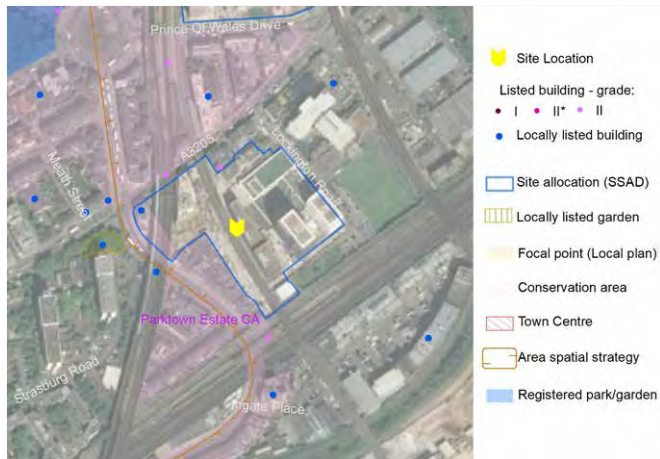 Prince Of Wales Drive
A3205
Meath Street
Parktown Estate CA
Strasburg Road
Ingate Place
Site Location
Listed building - grade:
I II* II
Locally listed building
Site allocation (SSAD)
Locally listed garden
Focal point (Local plan)
Conservation area
Town Centre
Area spatial strategy
Registered park/garden